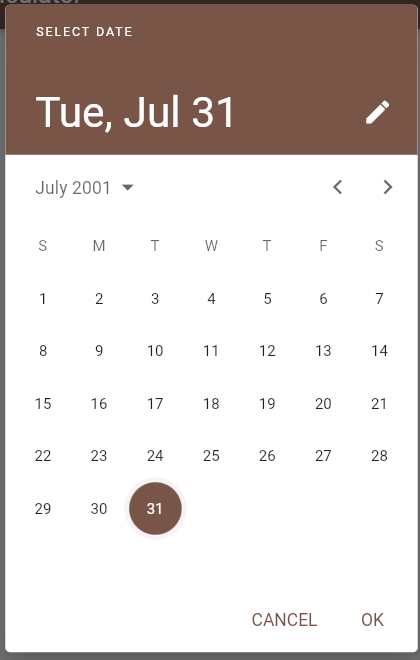 SELECT DATE
Tue, Jul 31
July 2001
S M T W T F S
1 2 3 4 5 6 7
8 9 10 11 12 13 14
15 16 17 18 19 20 21
22 23 24 25 26 27 28
29 30 31
CANCEL OK